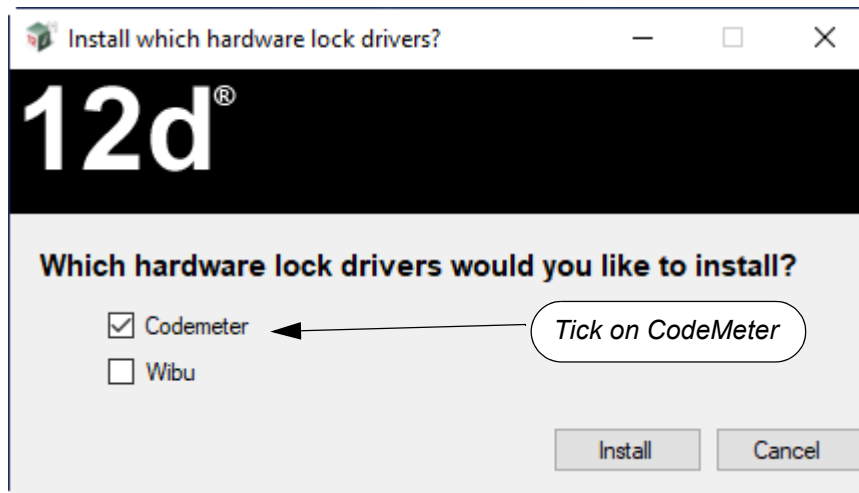 Install which hardware lock drivers?
12d®
Which hardware lock drivers would you like to install?
Codemeter
Tick on CodeMeter
Wibu
Install Cancel